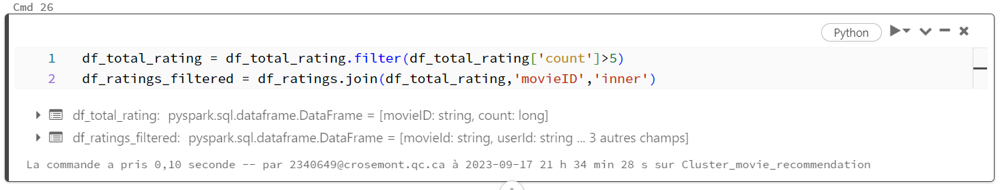 Cmd 26
Python
1 df_total_rating = df_total_rating.filter(df_total_rating['count']>5)
2 df_ratings_filtered = df_ratings.join(df_total_rating,'movieID','inner')
df_total_rating: pyspark.sql.dataframe.DataFrame = [movieID: string, count: long]
df_ratings_filtered: pyspark.sql.dataframe.DataFrame = [movieId: string, userId: string ... 3 autres champs]
La commande a pris 0,10 seconde -- par 2340649@crosemont.qc.ca à 2023-09-17 21 h 34 min 28 s sur Cluster_movie_recommendation